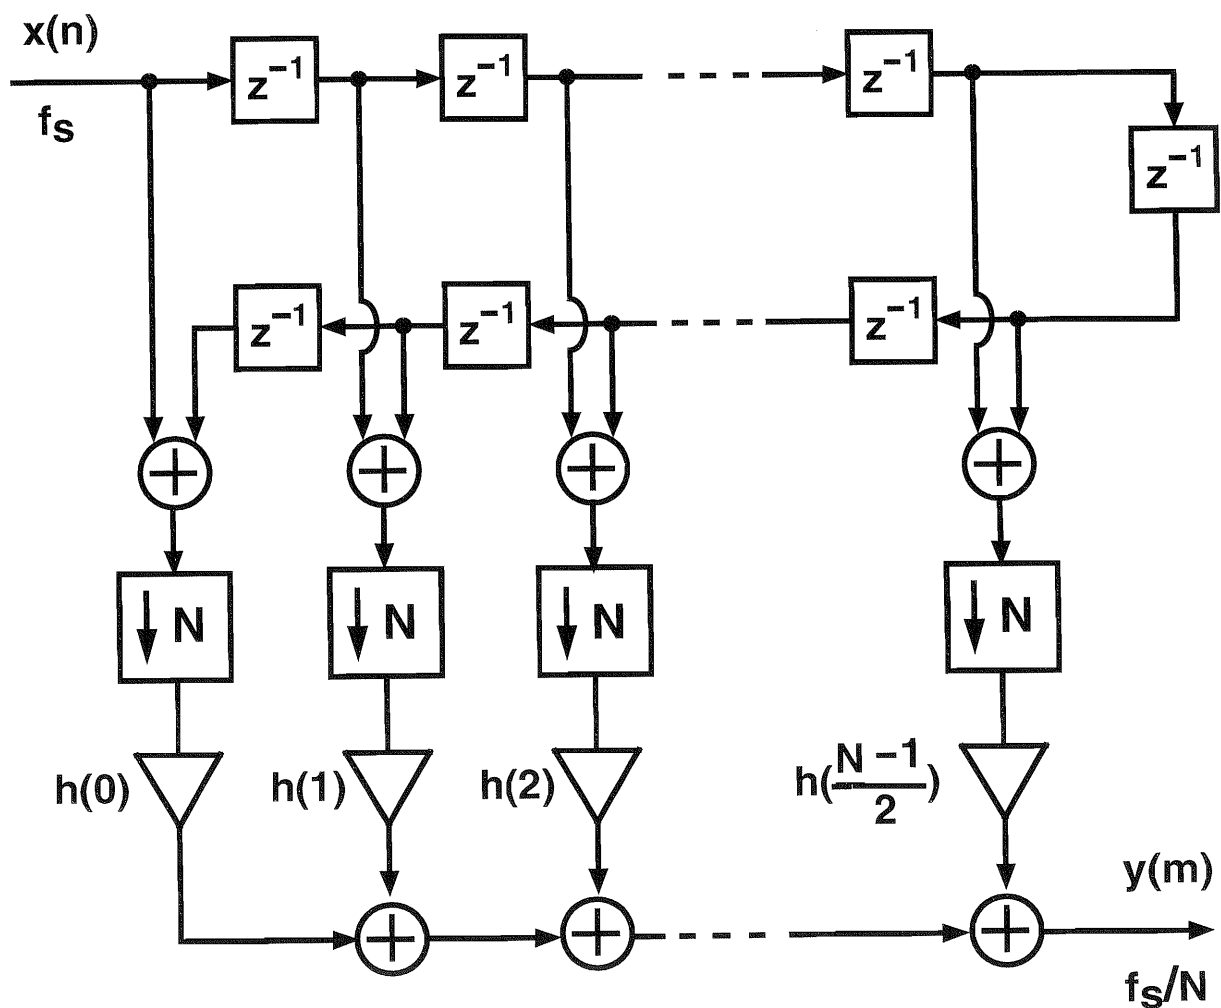 x(n)
z⁻¹
z⁻¹
z⁻¹
fs
z⁻¹
z⁻¹
z⁻¹
z⁻¹
+
+
+
+
↓ N
↓ N
↓ N
↓ N
h(0)
h(1)
h(2)
h(N-1/2)
y(m)
+
+
+
fs/N